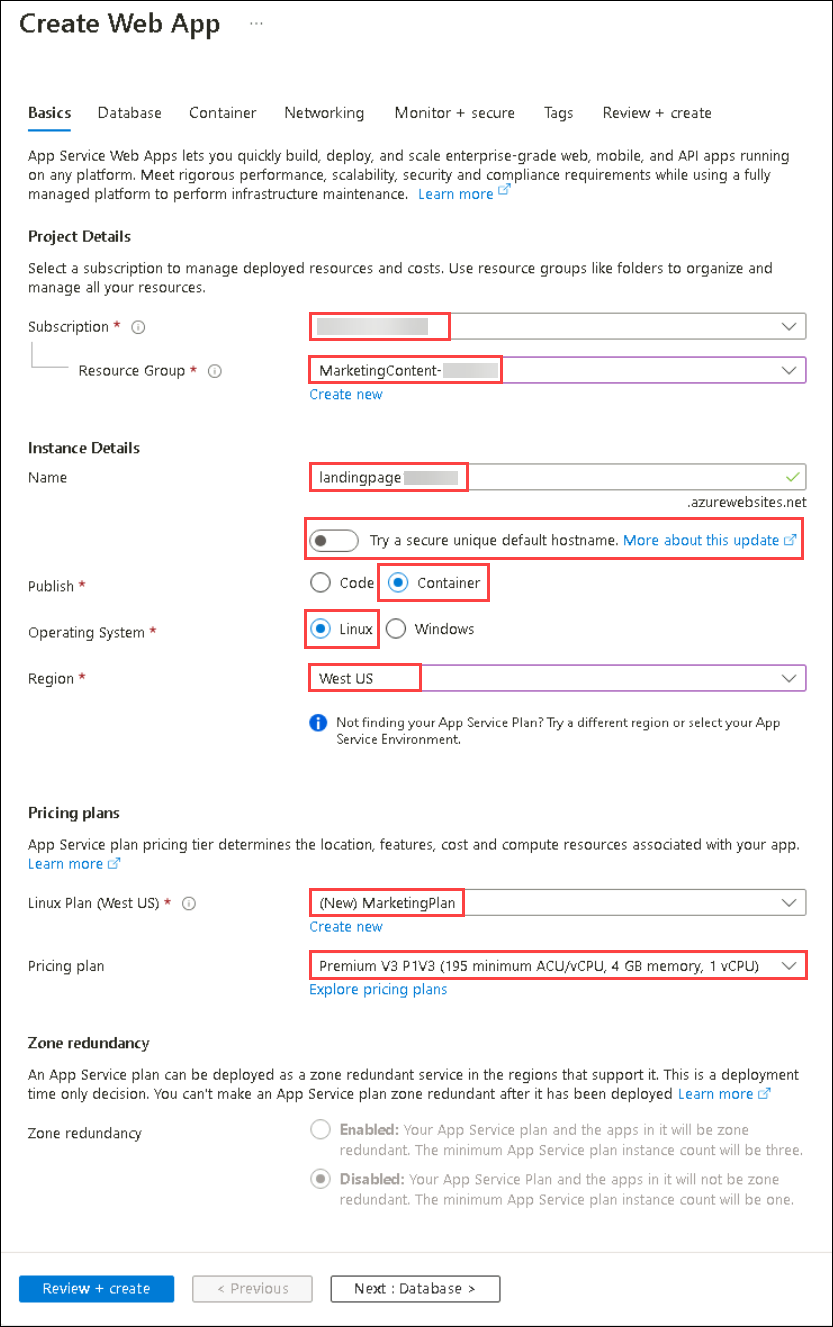 Create Web App ...
Basics Database Container Networking Monitor + secure Tags Review + create
App Service Web Apps lets you quickly build, deploy, and scale enterprise-grade web, mobile, and API apps running
on any platform. Meet rigorous performance, scalability, security and compliance requirements while using a fully
managed platform to perform infrastructure maintenance. Learn more
Project Details
Select a subscription to manage deployed resources and costs. Use resource groups like folders to organize and
manage all your resources.
Subscription *
Resource Group * MarketingContent-
Create new
Instance Details
Name landingpage
.azurewebsites.net
Try a secure unique default hostname. More about this update
Publish * Code Container
Operating System * Linux Windows
Region * West US
Not finding your App Service Plan? Try a different region or select your App
Service Environment.
Pricing plans
App Service plan pricing tier determines the location, features, cost and compute resources associated with your app.
Learn more
Linux Plan (West US) * (New) MarketingPlan
Create new
Pricing plan Premium V3 P1V3 (195 minimum ACU/vCPU, 4 GB memory, 1 vCPU)
Explore pricing plans
Zone redundancy
An App Service plan can be deployed as a zone redundant service in the regions that support it. This is a deployment
time only decision. You can't make an App Service plan zone redundant after it has been deployed Learn more
Zone redundancy Enabled: Your App Service plan and the apps in it will be zone
redundant. The minimum App Service plan instance count will be three.
Disabled: Your App Service Plan and the apps in it will not be zone
redundant. The minimum App Service plan instance count will be one.
Review + create < Previous Next : Database >